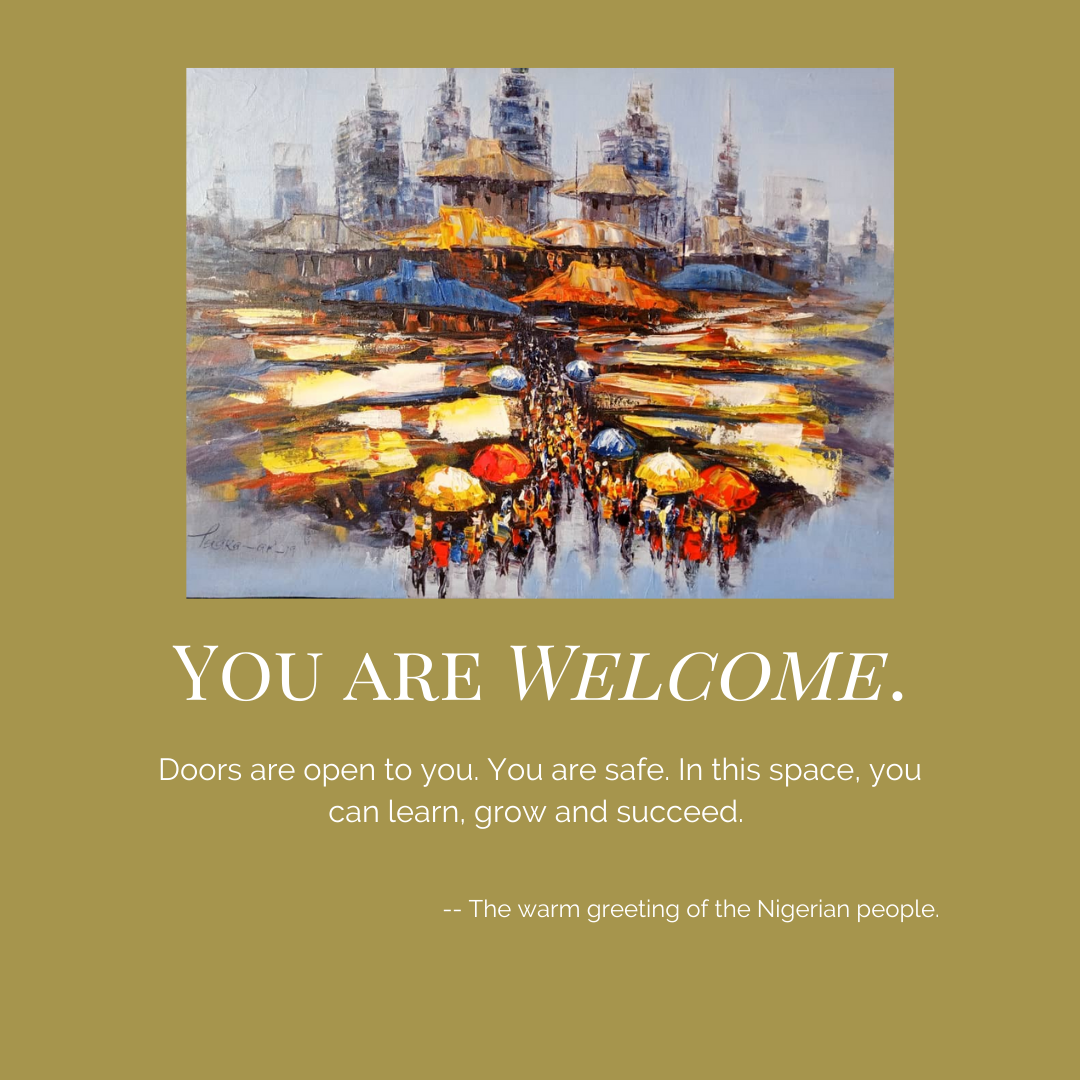 You are Welcome.
Doors are open to you. You are safe. In this space, you
can learn, grow and succeed.
-- The warm greeting of the Nigerian people.